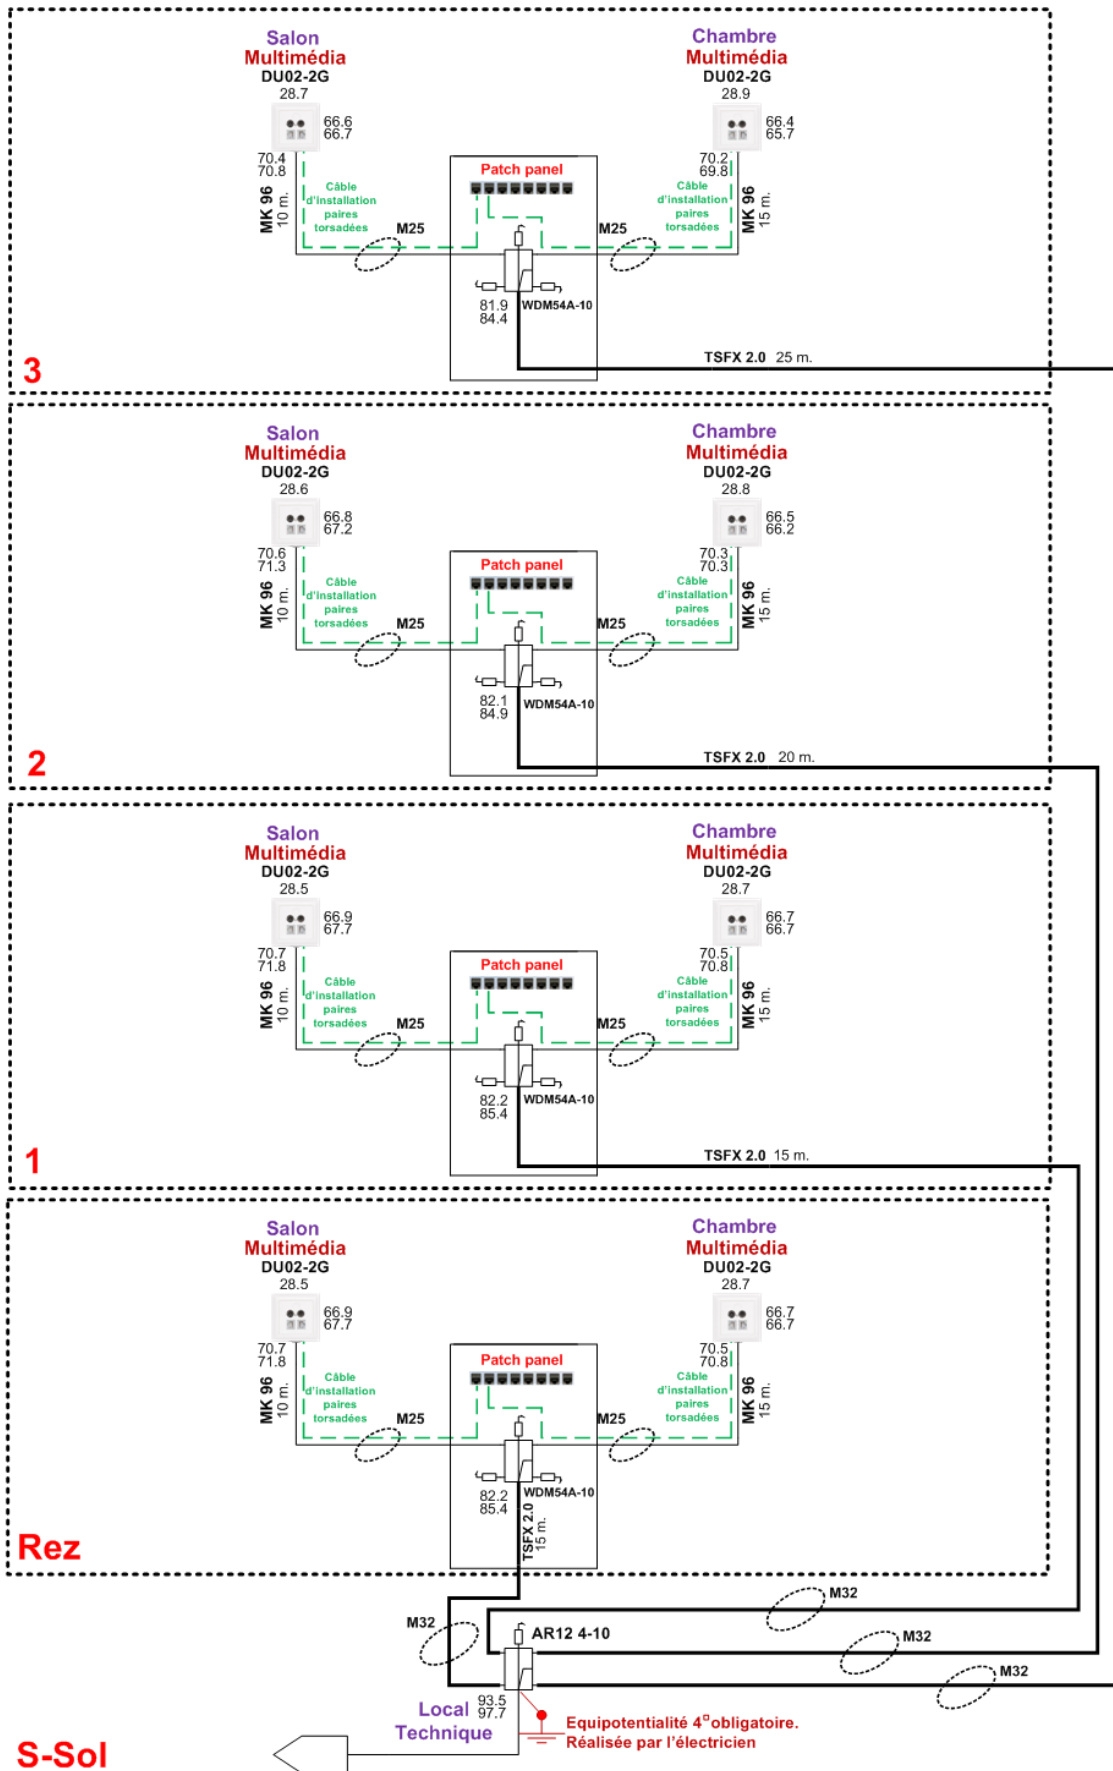 Salon
Multimédia
DU02-2G
28.7
66.6
66.7
70.4
70.8
MK 96
10 m.
Câble
d'installation
paires
torsadées
M25
Patch panel
81.9
84.4
WDM54A-10
M25
Chambre
Multimédia
DU02-2G
28.9
66.4
65.7
70.2
69.8
MK 96
15 m.
Câble
d'installation
paires
torsadées
TSFX 2.0 25 m.
3
Salon
Multimédia
DU02-2G
28.6
66.8
67.2
70.6
71.3
MK 96
10 m.
Câble
d'installation
paires
torsadées
M25
Patch panel
82.1
84.9
WDM54A-10
M25
Chambre
Multimédia
DU02-2G
28.8
66.5
66.2
70.3
70.3
MK 96
15 m.
Câble
d'installation
paires
torsadées
TSFX 2.0 20 m.
2
Salon
Multimédia
DU02-2G
28.5
66.9
67.7
70.7
71.8
MK 96
10 m.
Câble
d'installation
paires
torsadées
M25
Patch panel
82.2
85.4
WDM54A-10
M25
Chambre
Multimédia
DU02-2G
28.7
66.7
66.7
70.5
70.8
MK 96
15 m.
Câble
d'installation
paires
torsadées
TSFX 2.0 15 m.
1
Salon
Multimédia
DU02-2G
28.5
66.9
67.7
70.7
71.8
MK 96
10 m.
Câble
d'installation
paires
torsadées
M25
Patch panel
82.2
85.4
WDM54A-10
TSFX 2.0
15 m.
M25
Chambre
Multimédia
DU02-2G
28.7
66.7
66.7
70.5
70.8
MK 96
15 m.
Câble
d'installation
paires
torsadées
Rez
M32
M32
M32
M32
AR12 4-10
93.5
97.7
Local
Technique
Equipotentialité 4¤obligatoire.
Réalisée par l'électricien
S-Sol